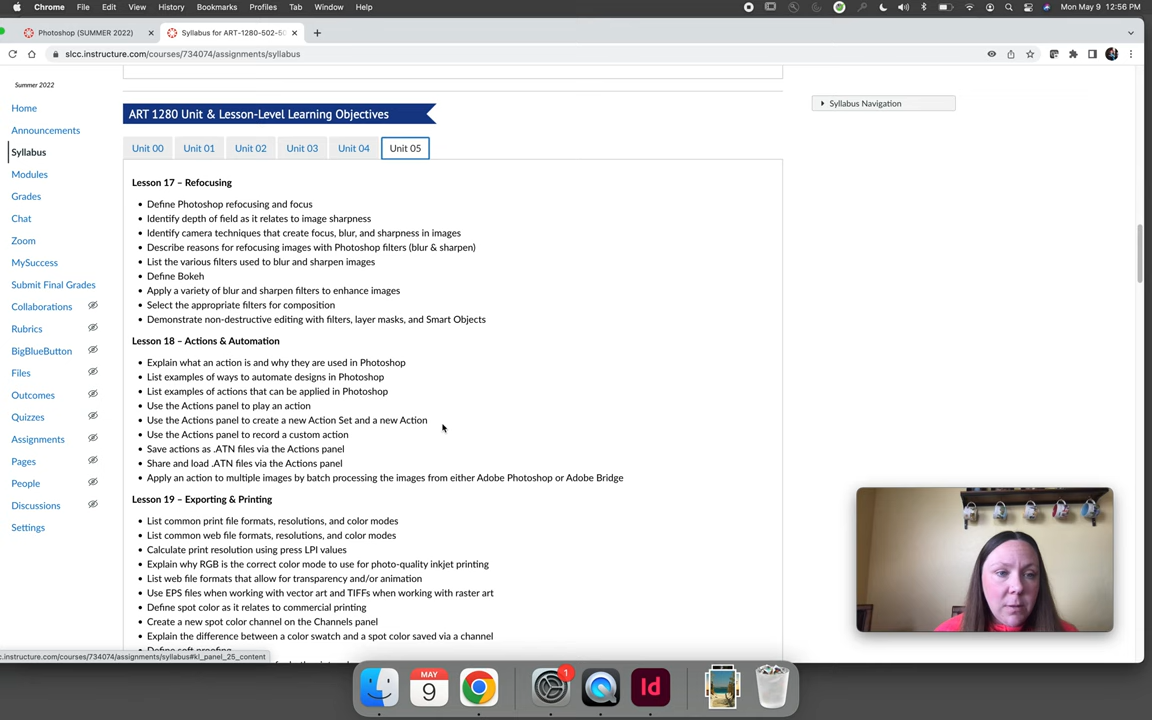 Chrome File Edit View History Bookmarks Profiles Tab Window Help Mon May 9 12:56 PM
Photoshop (SUMMER 2022) × Syllabus for ART-1280-502-50 × +
slcc.instructure.com/courses/734074/assignments/syllabus
Summer 2022
Home
Announcements
Syllabus
Modules
Grades
Chat
Zoom
MySuccess
Submit Final Grades
Collaborations
Rubrics
BigBlueButton
Files
Outcomes
Quizzes
Assignments
Pages
People
Discussions
Settings
ART 1280 Unit & Lesson-Level Learning Objectives
Unit 00 Unit 01 Unit 02 Unit 03 Unit 04 Unit 05
Lesson 17 – Refocusing
• Define Photoshop refocusing and focus
• Identify depth of field as it relates to image sharpness
• Identify camera techniques that create focus, blur, and sharpness in images
• Describe reasons for refocusing images with Photoshop filters (blur & sharpen)
• List the various filters used to blur and sharpen images
• Define Bokeh
• Apply a variety of blur and sharpen filters to enhance images
• Select the appropriate filters for composition
• Demonstrate non-destructive editing with filters, layer masks, and Smart Objects
Lesson 18 – Actions & Automation
• Explain what an action is and why they are used in Photoshop
• List examples of ways to automate designs in Photoshop
• List examples of actions that can be applied in Photoshop
• Use the Actions panel to play an action
• Use the Actions panel to create a new Action Set and a new Action
• Use the Actions panel to record a custom action
• Save actions as .ATN files via the Actions panel
• Share and load .ATN files via the Actions panel
• Apply an action to multiple images by batch processing the images from either Adobe Photoshop or Adobe Bridge
Lesson 19 – Exporting & Printing
• List common print file formats, resolutions, and color modes
• List common web file formats, resolutions, and color modes
• Calculate print resolution using press LPI values
• Explain why RGB is the correct color mode to use for photo-quality inkjet printing
• List web file formats that allow for transparency and/or animation
• Use EPS files when working with vector art and TIFFs when working with raster art
• Define spot color as it relates to commercial printing
• Create a new spot color channel on the Channels panel
• Explain the difference between a color swatch and a spot color saved via a channel
• Define soft proofing
Syllabus Navigation
c.instructure.com/courses/734074/assignments/syllabus#kl_panel_25_content
MAY
9
1
Id